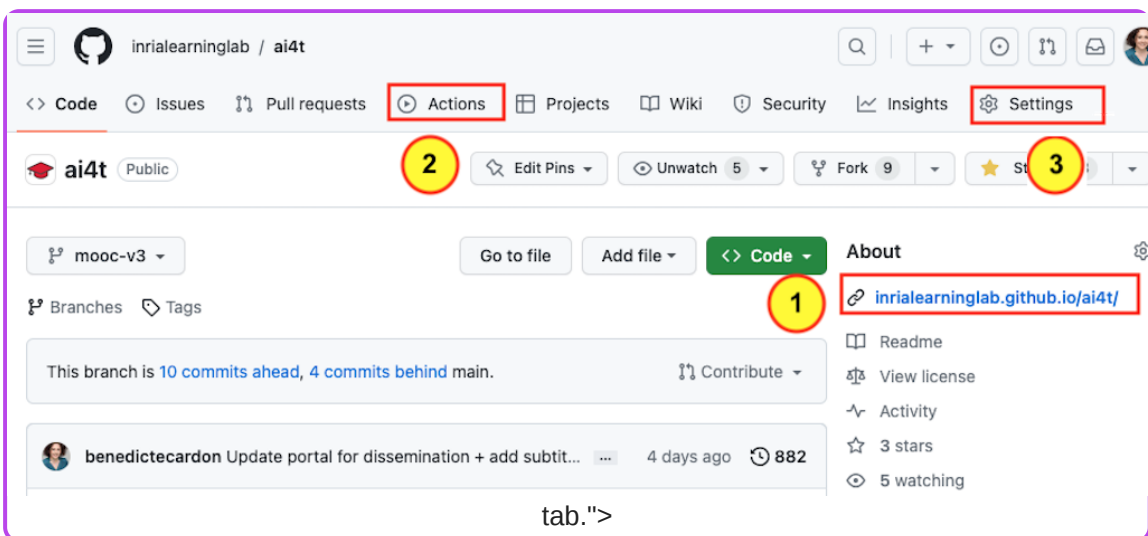 inrialearninglab / ai4t
Code Issues Pull requests Actions Projects Wiki Security Insights Settings
ai4t Public 2 Edit Pins Unwatch 5 Fork 9 3
mooc-v3 Go to file Add file Code About
Branches Tags 1 inrialearninglab.github.io/ai4t/
Readme
This branch is 10 commits ahead, 4 commits behind main. Contribute View license
Activity
3 stars
benedictecardon Update portal for dissemination + add subtit... ... 4 days ago 882
5 watching
tab.">